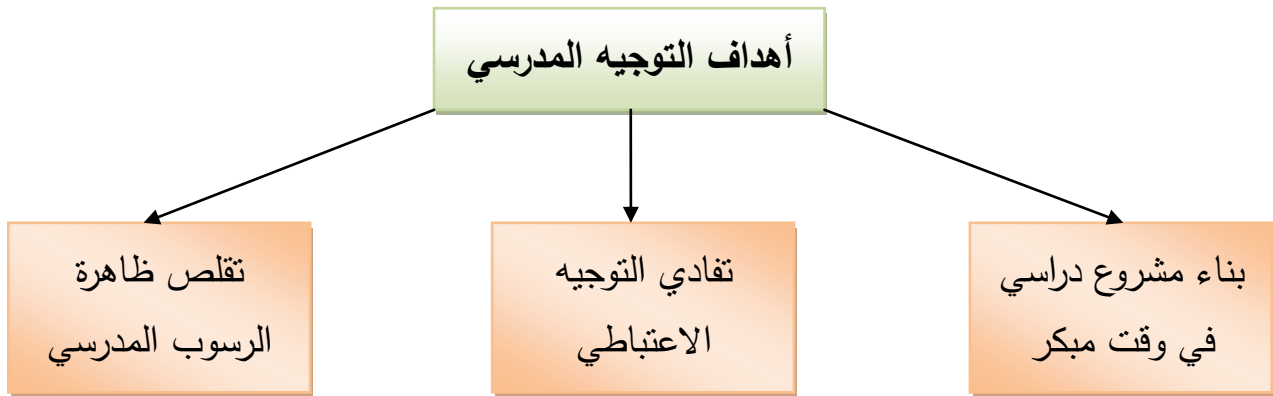 أهداف التوجيه المدرسي
بناء مشروع دراسي
في وقت مبكر
تفادي التوجيه
الاعتباطي
تقلص ظاهرة
الرسوب المدرسي